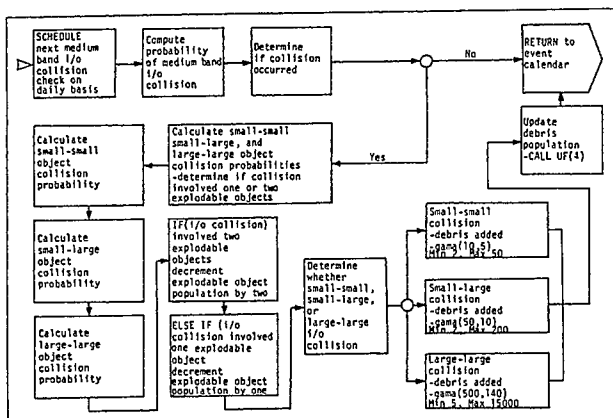 SCHEDULE
next medium
band i/o
collision
check on
daily basis
Compute
probability
of medium band
i/o
collision
Determine
if collision
occurred
No
RETURN to
event
calendar
Yes
Update
debris
population
-CALL UF(4)
Calculate small-small
small-large, and
large-large object
collision probabilities
-determine if collision
involved one or two
explodable objects
Calculate
small-small
object
collision
probability
Calculate
small-large
object
collision
probability
Calculate
large-large
object
collision
probability
IF(i/o collision)
involved two
explodable
objects
decrement
explodable object
population by two
ELSE IF (i/o
collision involved
one explodable
object
decrement
explodable object
population by one
Determine
whether
small-small,
small-large,
or
large-large
i/o
collision
Small-small
collision
-debris added
-gama(10,5)
Min 2, Max 50
Small-large
collision
-debris added
-gama(50,10)
Min 2, Max 200
Large-large
collision
-debris added
-gama(500,140)
Min 5, Max 15000